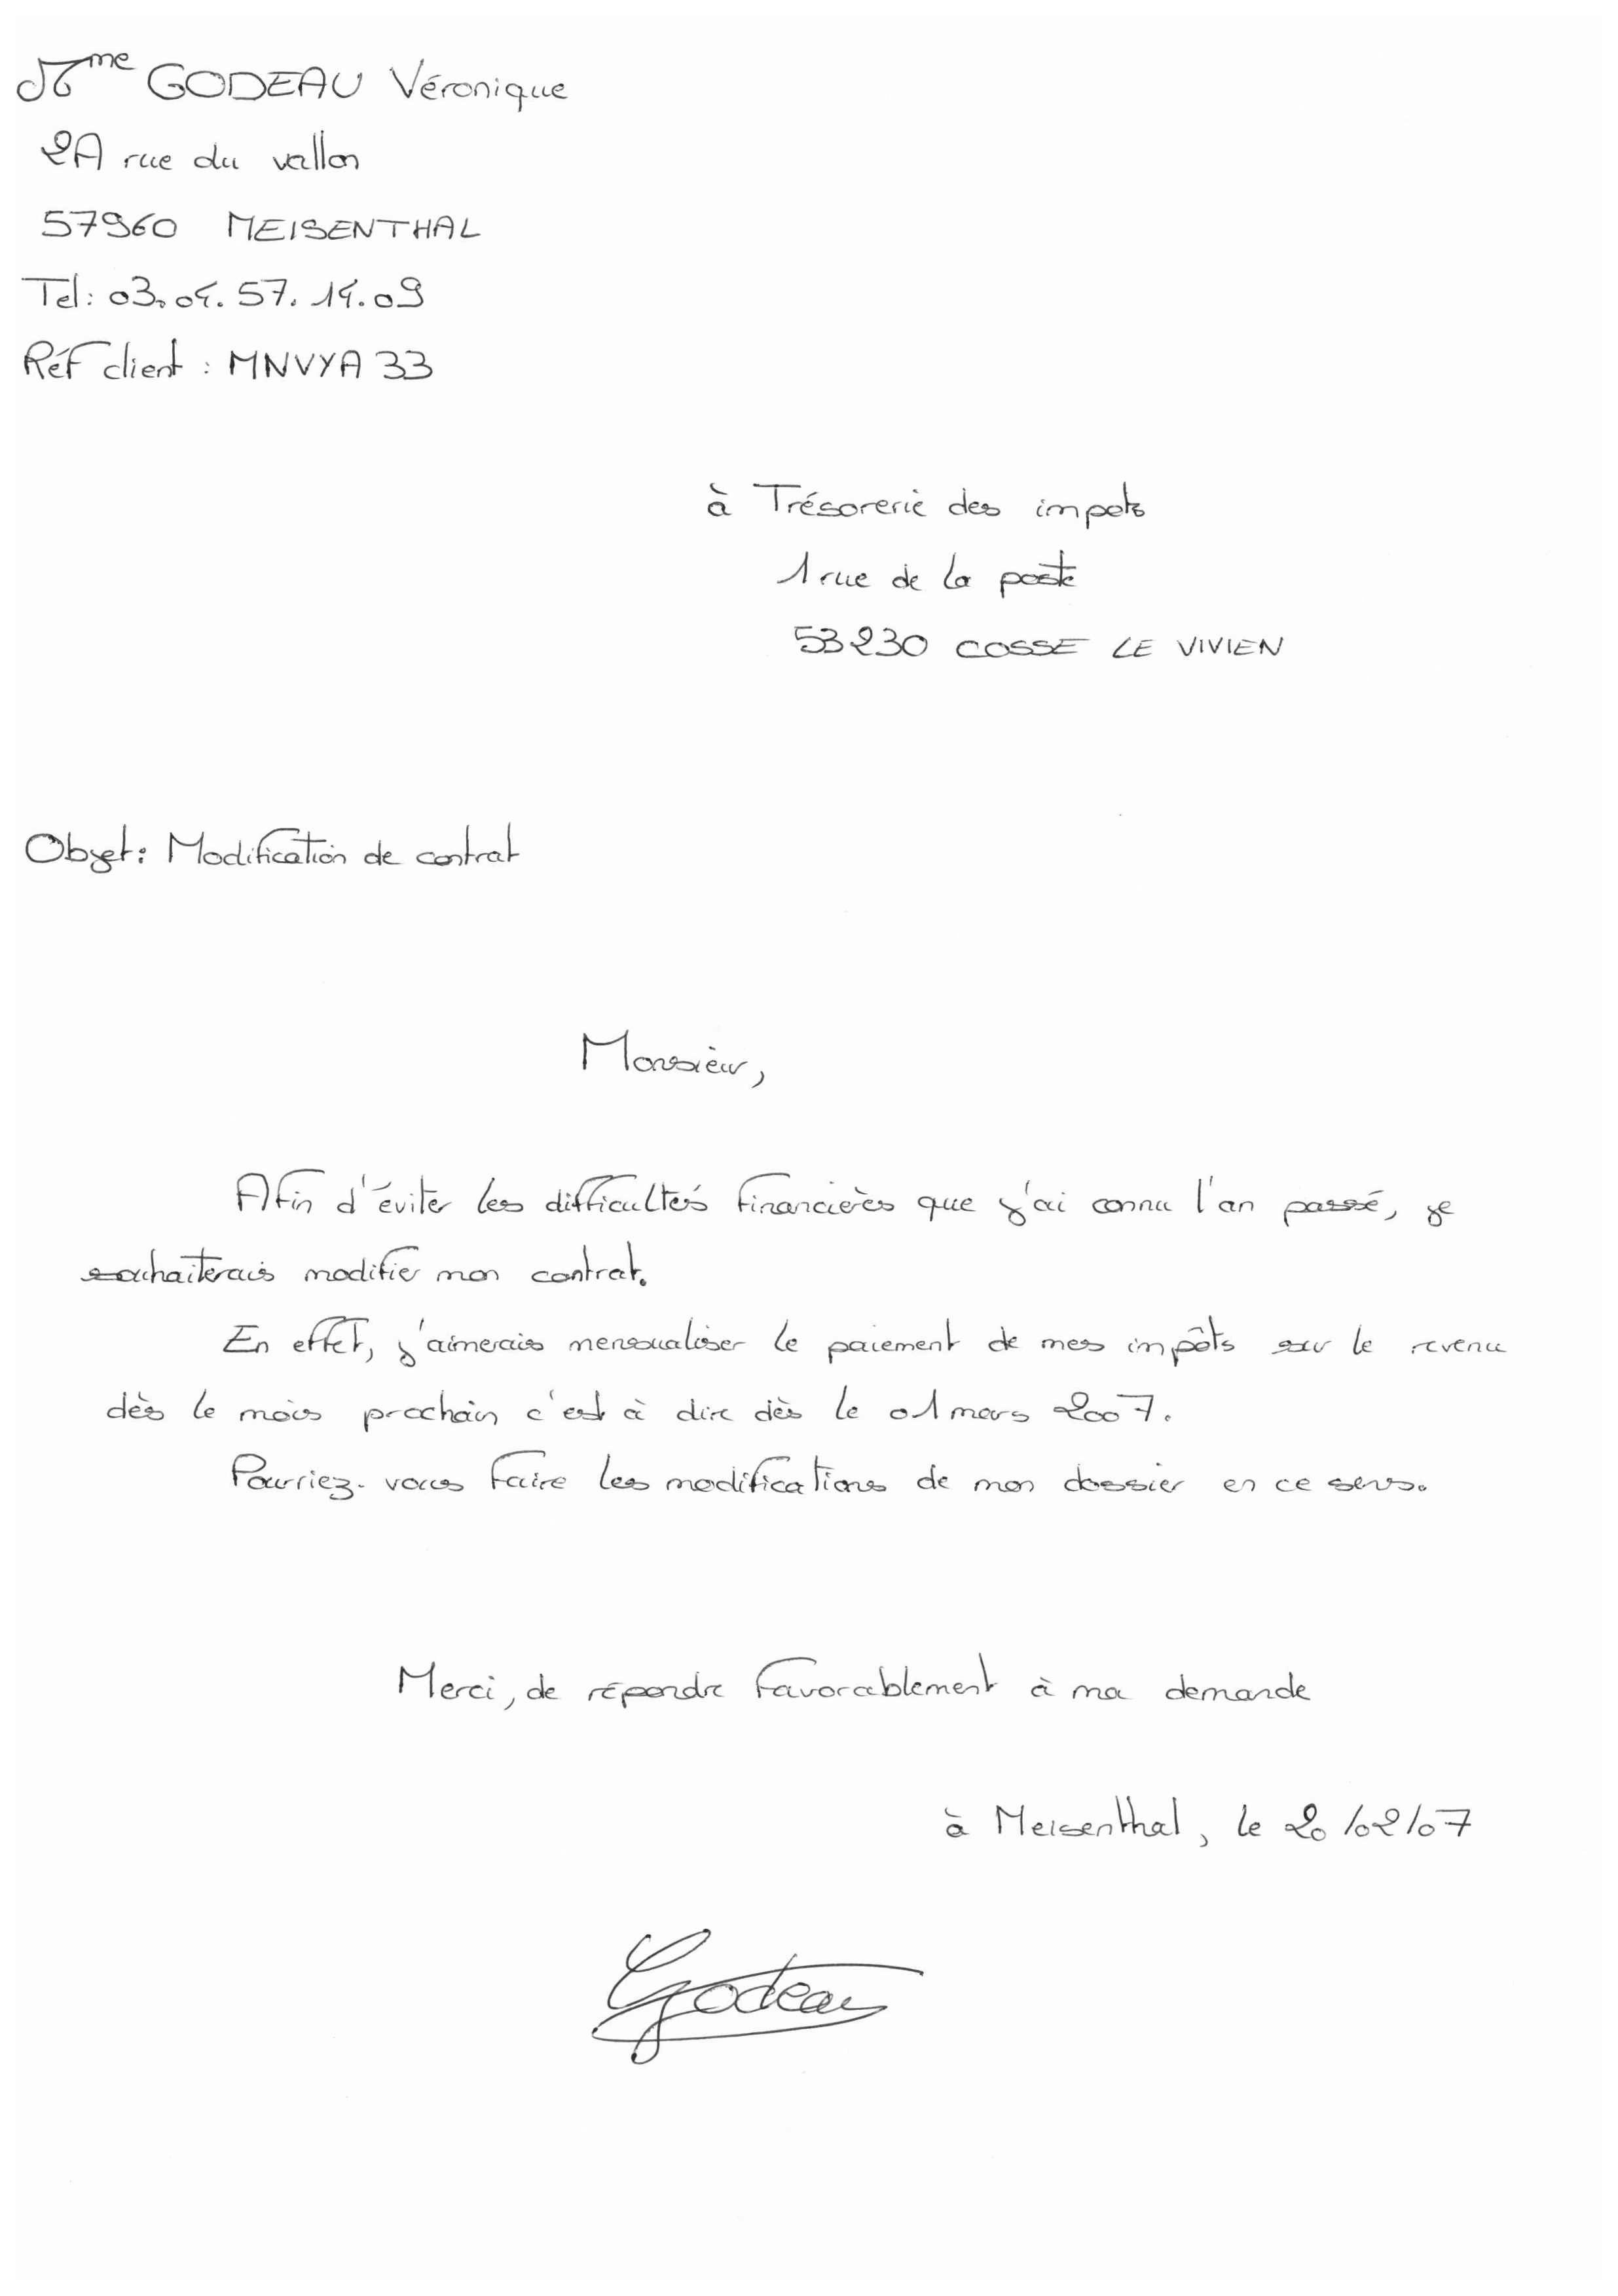 Mme GODEAU Véronique
2A rue du vallon
57960 MEISENTHAL
Tel: 03.04.57.14.09
Réf client : MNVYA 33
à Trésorerie des impots
1 rue de la poste
53230 COSSE LE VIVIEN
Objet: Modification de contrat
Monsieur,
Afin d'éviter les difficultés financières que j'ai connu l'an passé, je
souhaiterais modifier mon contrat.
En effet, j'aimerais mensualiser le paiement de mes impôts sur le revenu
dès le mois prochain c'est à dire dès le 01 mars 2007.
Pourriez-vous faire les modifications de mon dossier en ce sens.
Merci, de répondre favorablement à ma demande
à Meisenthal, le 20/02/07
Godeau